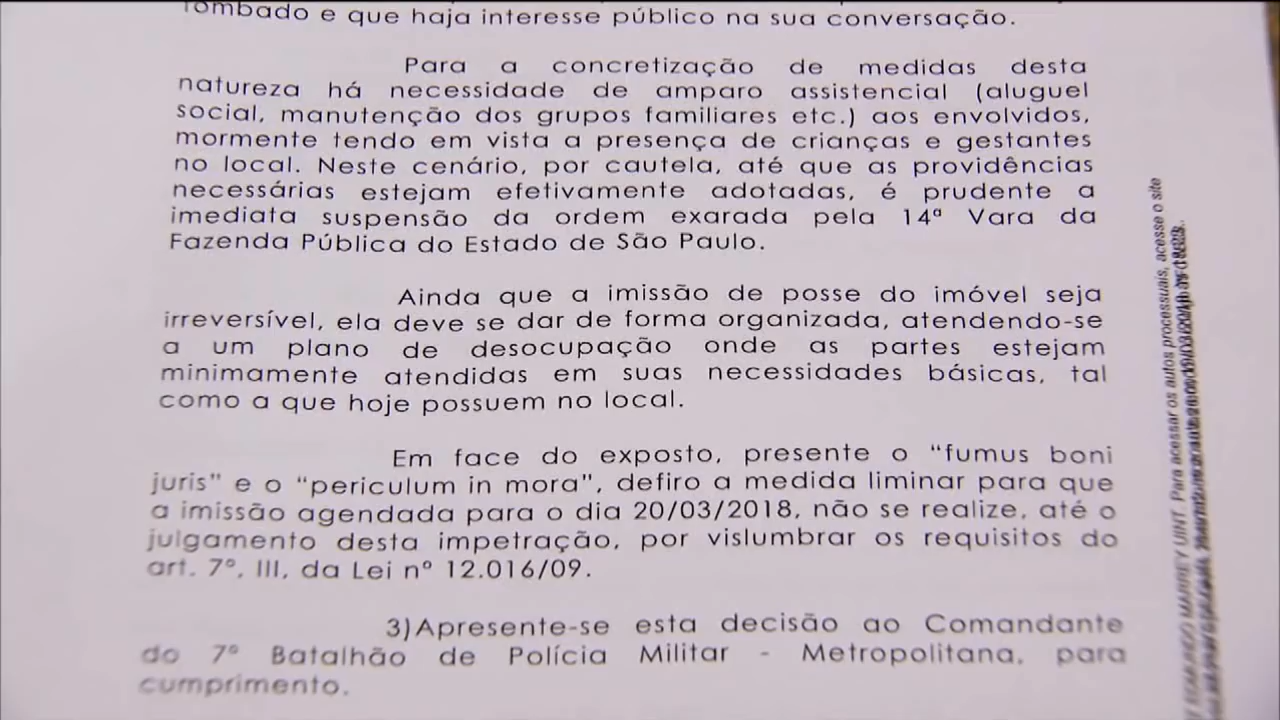 tombado e que haja interesse público na sua conversação.
Para a concretização de medidas desta
natureza há necessidade de amparo assistencial (aluguel
social, manutenção dos grupos familiares etc.) aos envolvidos,
mormente tendo em vista a presença de crianças e gestantes
no local. Neste cenário, por cautela, até que as providências
necessárias estejam efetivamente adotadas, é prudente a
imediata suspensão da ordem exarada pela 14ª Vara da
Fazenda Pública do Estado de São Paulo.
Ainda que a imissão de posse do imóvel seja
irreversível, ela deve se dar de forma organizada, atendendo-se
a um plano de desocupação onde as partes estejam
minimamente atendidas em suas necessidades básicas, tal
como a que hoje possuem no local.
Em face do exposto, presente o “fumus boni
juris” e o “periculum in mora”, defiro a medida liminar para que
a imissão agendada para o dia 20/03/2018, não se realize, até o
julgamento desta impetração, por vislumbrar os requisitos do
art. 7º, III, da Lei nº 12.016/09.
3)Apresente-se esta decisão ao Comandante
do 7º Batalhão de Polícia Militar - Metropolitana, para
cumprimento.
MARREY UINT. Para acessar os autos processuais, acesse o site